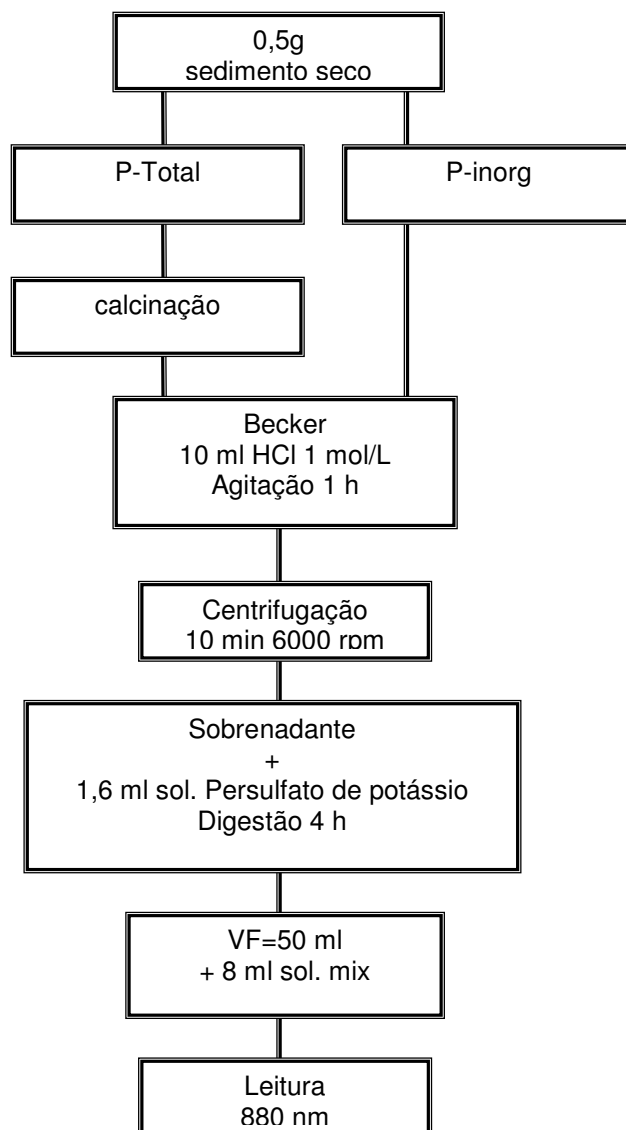 0,5g
sedimento seco
P-Total
P-inorg
calcinação
Becker
10 ml HCl 1 mol/L
Agitação 1 h
Centrifugação
10 min 6000 rpm
Sobrenadante
+
1,6 ml sol. Persulfato de potássio
Digestão 4 h
VF=50 ml
+ 8 ml sol. mix
Leitura
880 nm